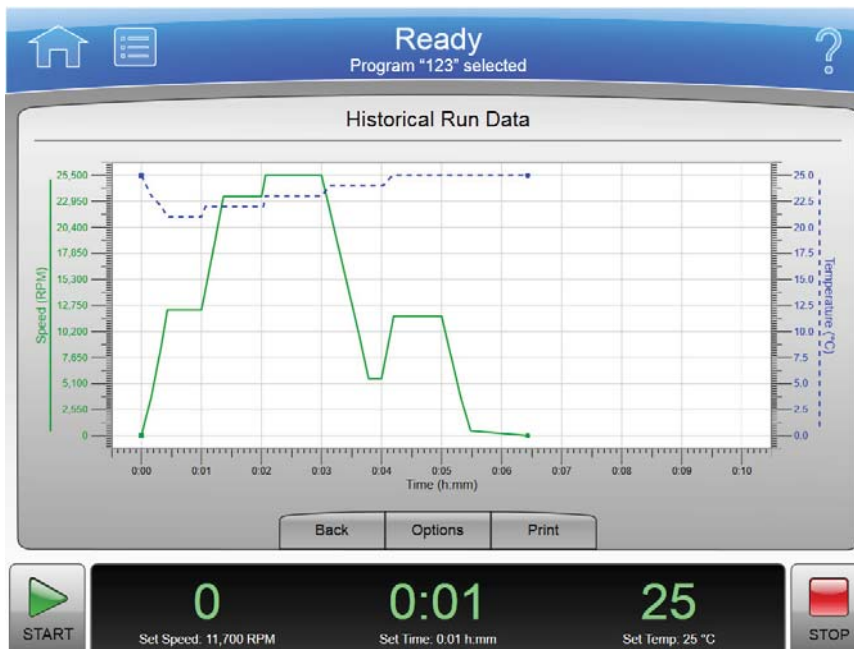 Ready
Program “123” selected
Historical Run Data
25,500
22,950
20,400
17,850
15,300
12,750
10,200
7,650
5,100
2,550
0
Speed (RPM)
25.0
22.5
20.0
17.5
15.0
12.5
10.0
7.5
5.0
2.5
0.0
Temperature (°C)
0:00 0:01 0:02 0:03 0:04 0:05 0:06 0:07 0:08 0:09 0:10
Time (h:mm)
Back Options Print
START
0 0:01 25
Set Speed: 11,700 RPM Set Time: 0:01 h:mm Set Temp: 25 °C
STOP